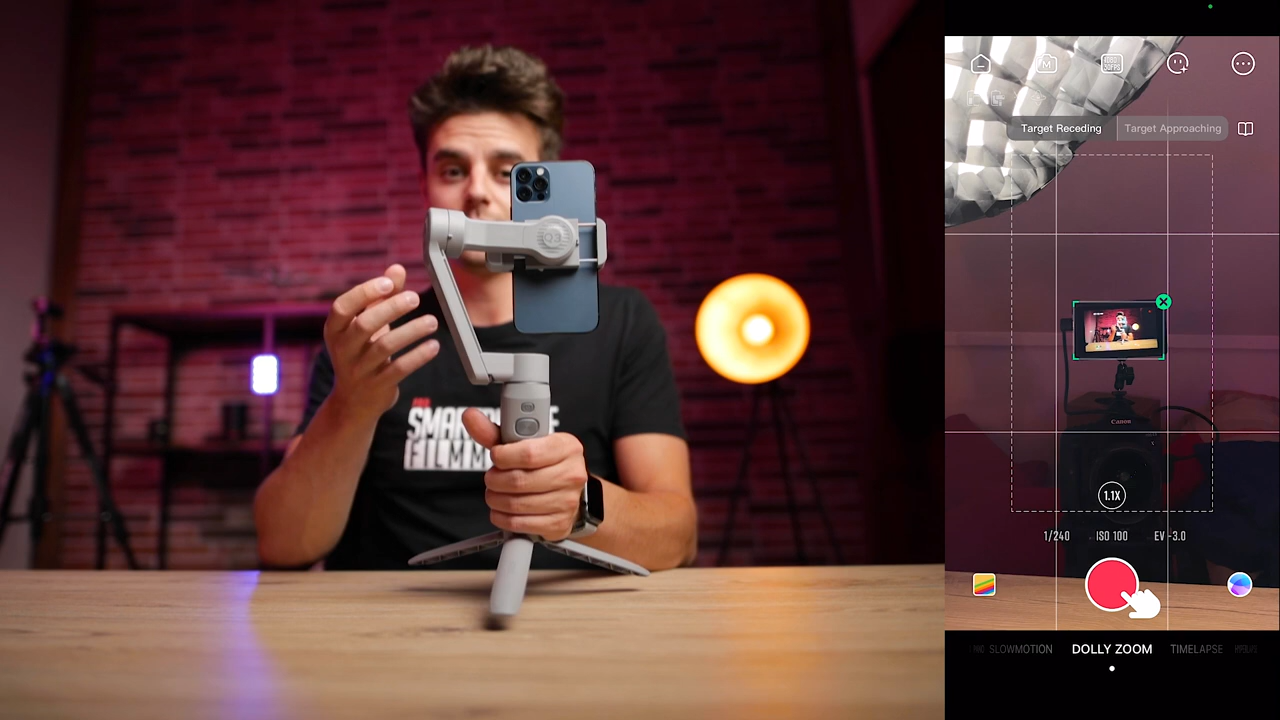 SMAR
FILMM
M
Target Receding
Target Approaching
Canon
1.1X
1/240
ISO 100
EV -3.0
SLOWMOTION
DOLLY ZOOM
TIMELAPSE